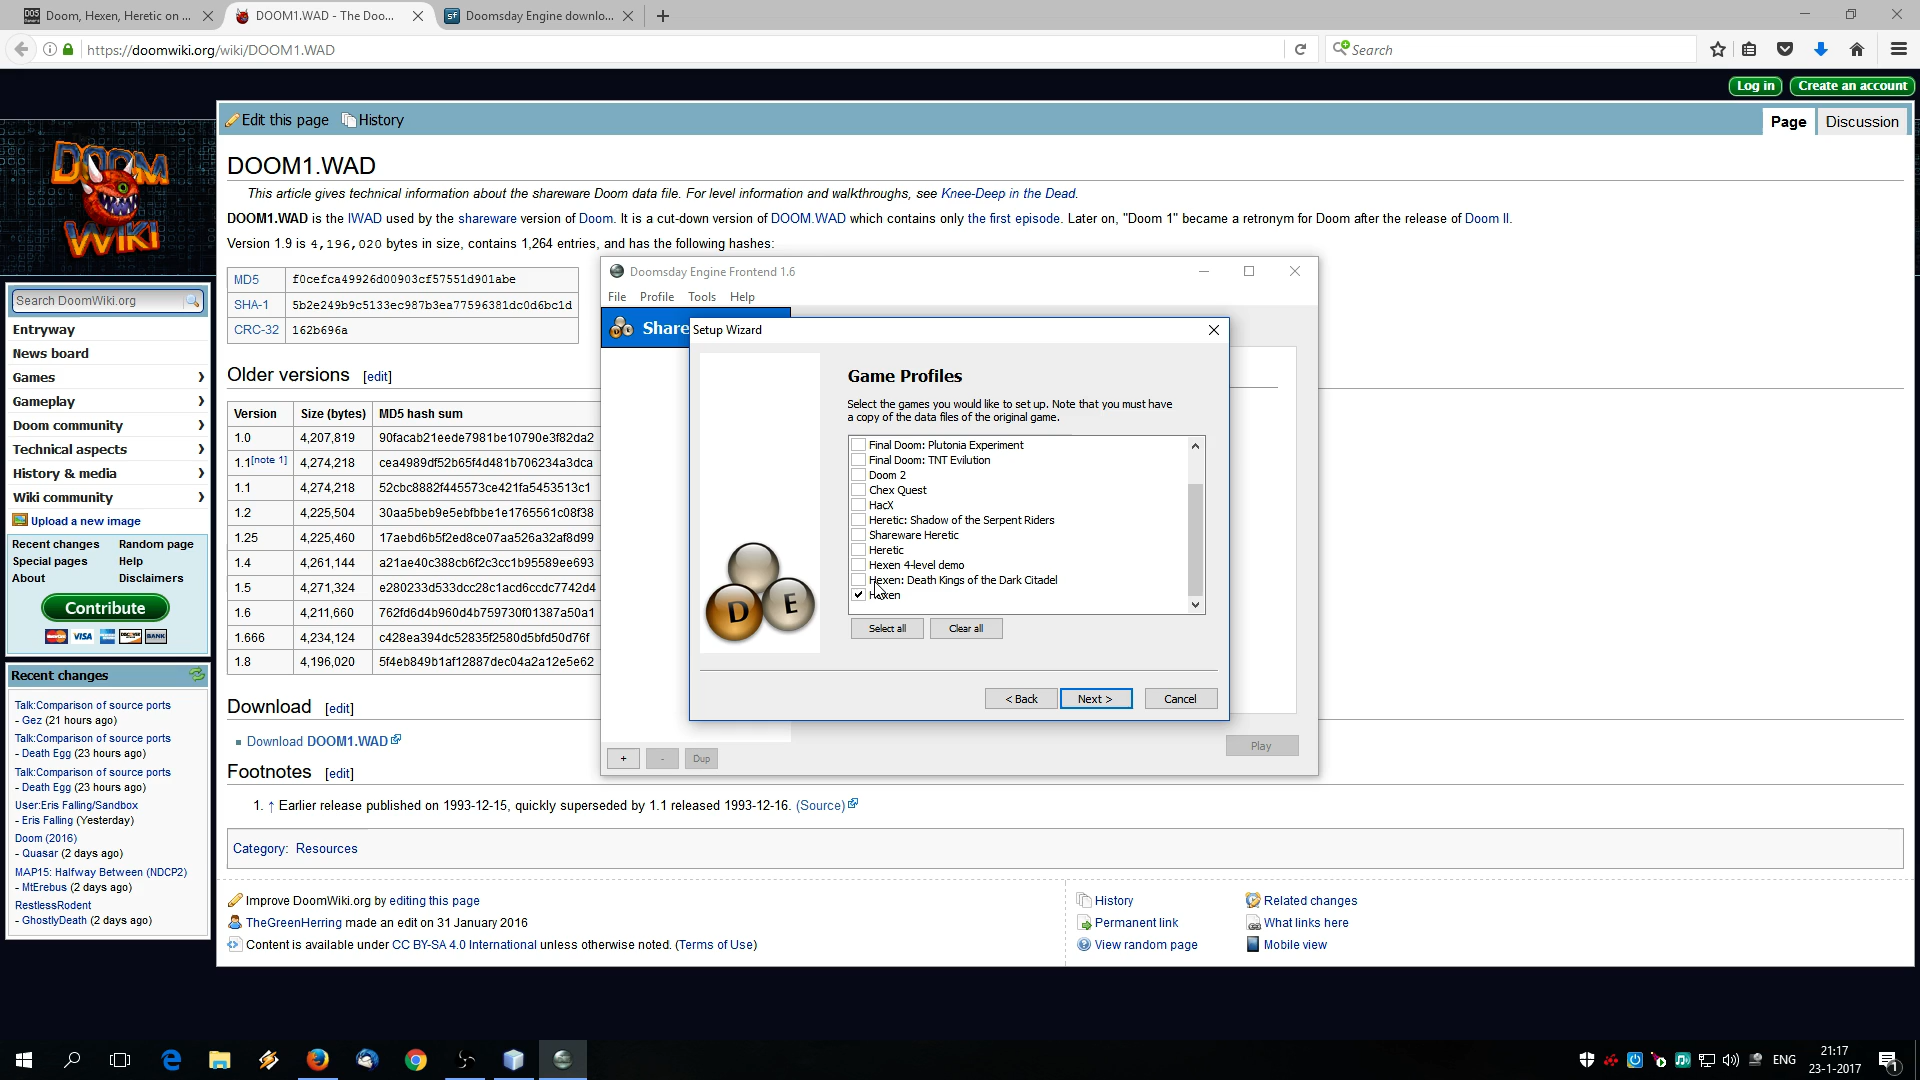 Doom, Hexen, Heretic on ...
DOOM1.WAD - The Doo...
Doomsday Engine downlo...
https://doomwiki.org/wiki/DOOM1.WAD
Search
Log in
Create an account
Edit this page
History
Page
Discussion
DOOM WIKI
DOOM1.WAD
This article gives technical information about the shareware Doom data file. For level information and walkthroughs, see Knee-Deep in the Dead.
DOOM1.WAD is the IWAD used by the shareware version of Doom. It is a cut-down version of DOOM.WAD which contains only the first episode. Later on, "Doom 1" became a retronym for Doom after the release of Doom II.
Version 1.9 is 4,196,020 bytes in size, contains 1,264 entries, and has the following hashes:
MD5 f0cefca49926d00903cf57551d901abe
SHA-1 5b2e249b9c5133ec987b3ea77596381dc0d6bc1d
CRC-32 162b696a
Older versions [edit]
Version Size (bytes) MD5 hash sum
1.0 4,207,819 90facab21eede7981be10790e3f82da2
1.1[note 1] 4,274,218 cea4989df52b65f4d481b706234a3dca
1.1 4,274,218 52cbc8882f445573ce421fa5453513c1
1.2 4,225,504 30aa5beb9e5ebfbbe1e1765561c08f38
1.25 4,225,460 17aebd6b5f2ed8ce07aa526a32af8d99
1.4 4,261,144 a21ae40c388cb6f2c3cc1b95589ee693
1.5 4,271,324 e280233d533dcc28c1acd6ccdc7742d4
1.6 4,211,660 762fd6d4b960d4b759730f01387a50a1
1.666 4,234,124 c428ea394dc52835f2580d5bfd50d76f
1.8 4,196,020 5f4eb849b1af12887dec04a2a12e5e62
Download [edit]
Download DOOM1.WAD
Footnotes [edit]
1. ↑ Earlier release published on 1993-12-15, quickly superseded by 1.1 released 1993-12-16. (Source)
Category: Resources
Improve DoomWiki.org by editing this page
TheGreenHerring made an edit on 31 January 2016
Content is available under CC BY-SA 4.0 International unless otherwise noted. (Terms of Use)
History
Permanent link
View random page
Related changes
What links here
Mobile view
Search DoomWiki.org
Entryway
News board
Games
Gameplay
Doom community
Technical aspects
History & media
Wiki community
Upload a new image
Recent changes Random page
Special pages Help
About Disclaimers
Contribute
VISA
BANK
Recent changes
Talk:Comparison of source ports
- Gez (21 hours ago)
Talk:Comparison of source ports
- Death Egg (23 hours ago)
Talk:Comparison of source ports
- Death Egg (23 hours ago)
User:Eris Falling/Sandbox
- Eris Falling (Yesterday)
Doom (2016)
- Quasar (2 days ago)
MAP15: Halfway Between (NDCP2)
- MtErebus (2 days ago)
RestlessRodent
- GhostlyDeath (2 days ago)
Doomsday Engine Frontend 1.6
File Profile Tools Help
Share
Setup Wizard
Game Profiles
Select the games you would like to set up. Note that you must have
a copy of the data files of the original game.
Final Doom: Plutonia Experiment
Final Doom: TNT Evilution
Doom 2
Chex Quest
HacX
Heretic: Shadow of the Serpent Riders
Shareware Heretic
Heretic
Hexen 4-level demo
Hexen: Death Kings of the Dark Citadel
Hexen
Select all
Clear all
D E
< Back
Next >
Cancel
+
-
Dup
Play
ENG
21:17
23-1-2017
1